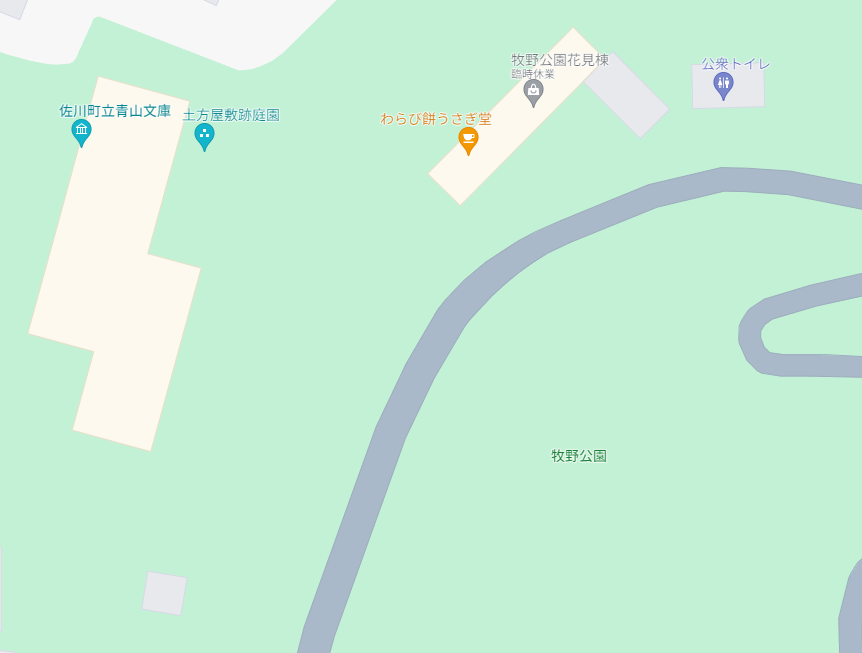 牧野公園花見棟
臨時休業
公衆トイレ
佐川町立青山文庫
土方屋敷跡庭園
わらび餅うさぎ堂
牧野公園